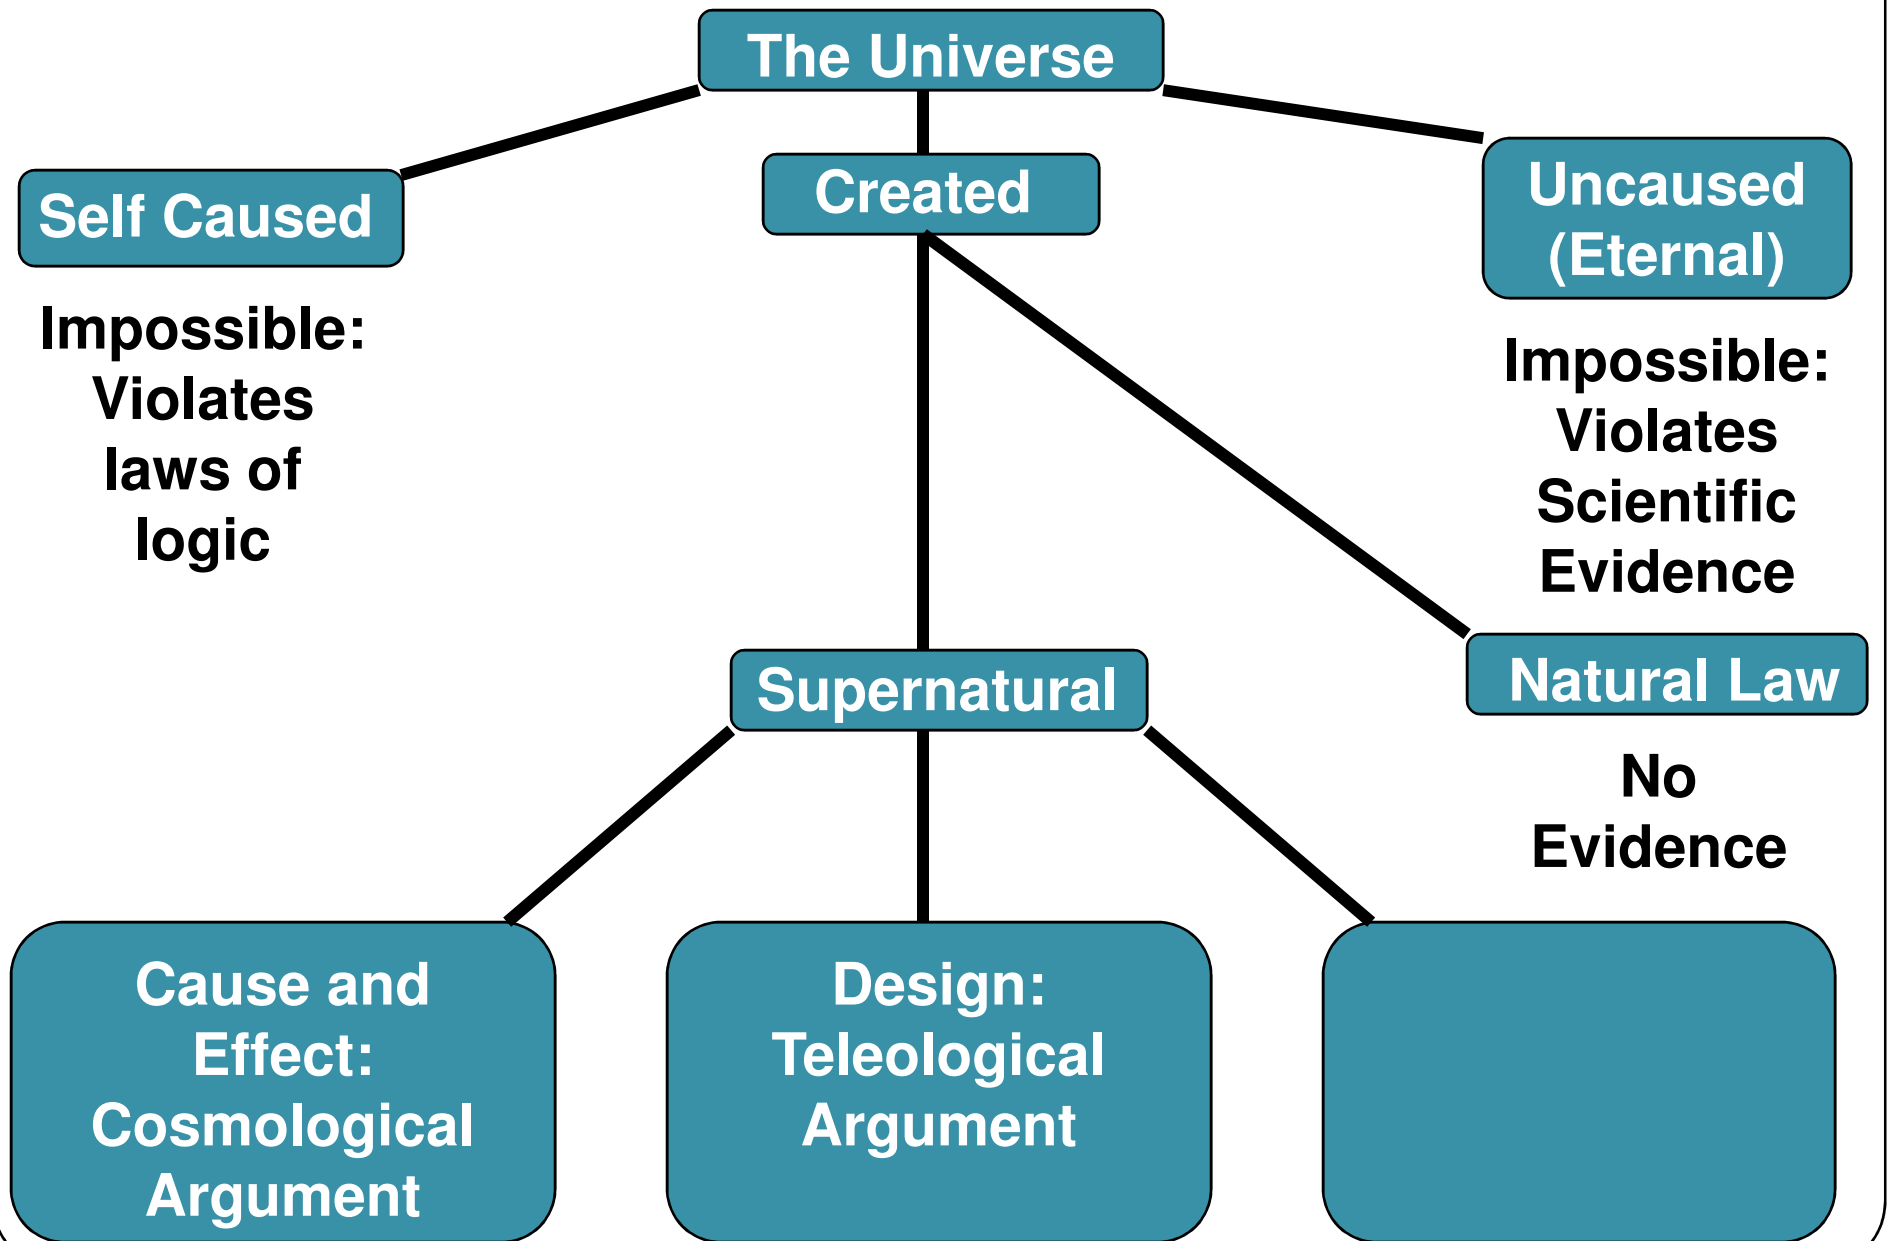 The Universe
Self Caused
Created
Uncaused
(Eternal)
Impossible:
Violates
laws of
logic
Impossible:
Violates
Scientific
Evidence
Supernatural
Natural Law
No
Evidence
Cause and
Effect:
Cosmological
Argument
Design:
Teleological
Argument